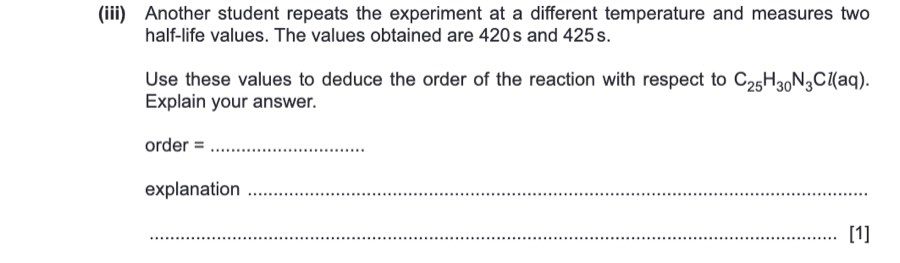 (iii) Another student repeats the experiment at a different temperature and measures two
half-life values. The values obtained are 420 s and 425 s.
Use these values to deduce the order of the reaction with respect to C₂₅H₃₀N₃Cl(aq).
Explain your answer.
order = ..............................
explanation ........................................................................................................................
..................................................................................................................................... [1]